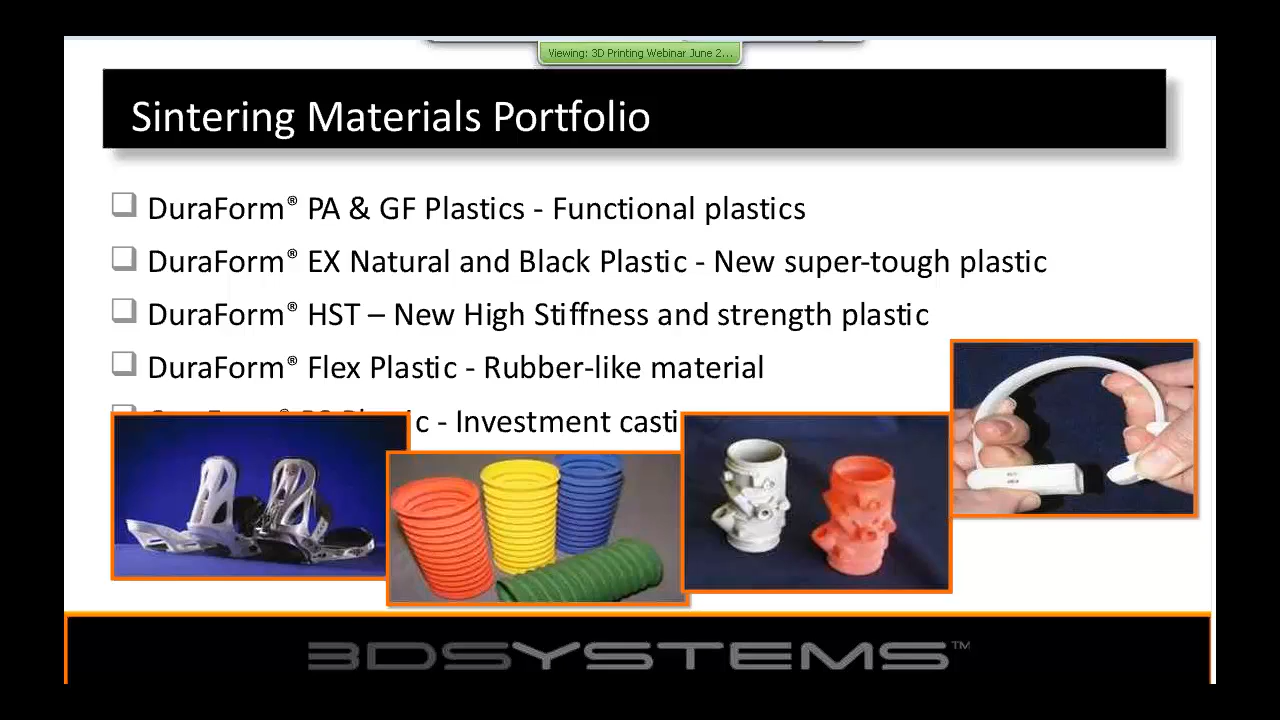 Viewing: 3D Printing Webinar June 2...
Sintering Materials Portfolio
DuraForm® PA & GF Plastics - Functional plastics
DuraForm® EX Natural and Black Plastic - New super-tough plastic
DuraForm® HST – New High Stiffness and strength plastic
DuraForm® Flex Plastic - Rubber-like material
- Investment
3DSYSTEMS™